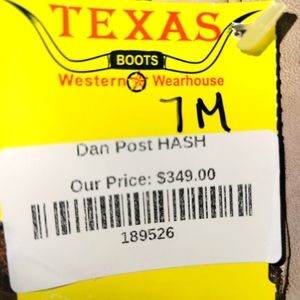 TEXAS
BOOTS
Western Wearhouse
7M
Dan Post HASH
Our Price: $349.00
189526